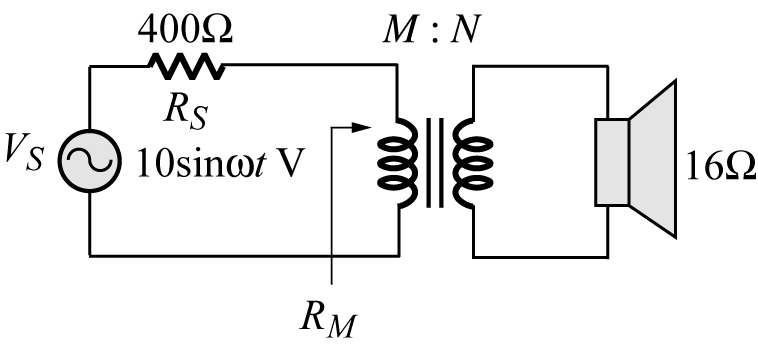 400Ω
M : N
R_S
V_S
10sinωt V
16Ω
R_M